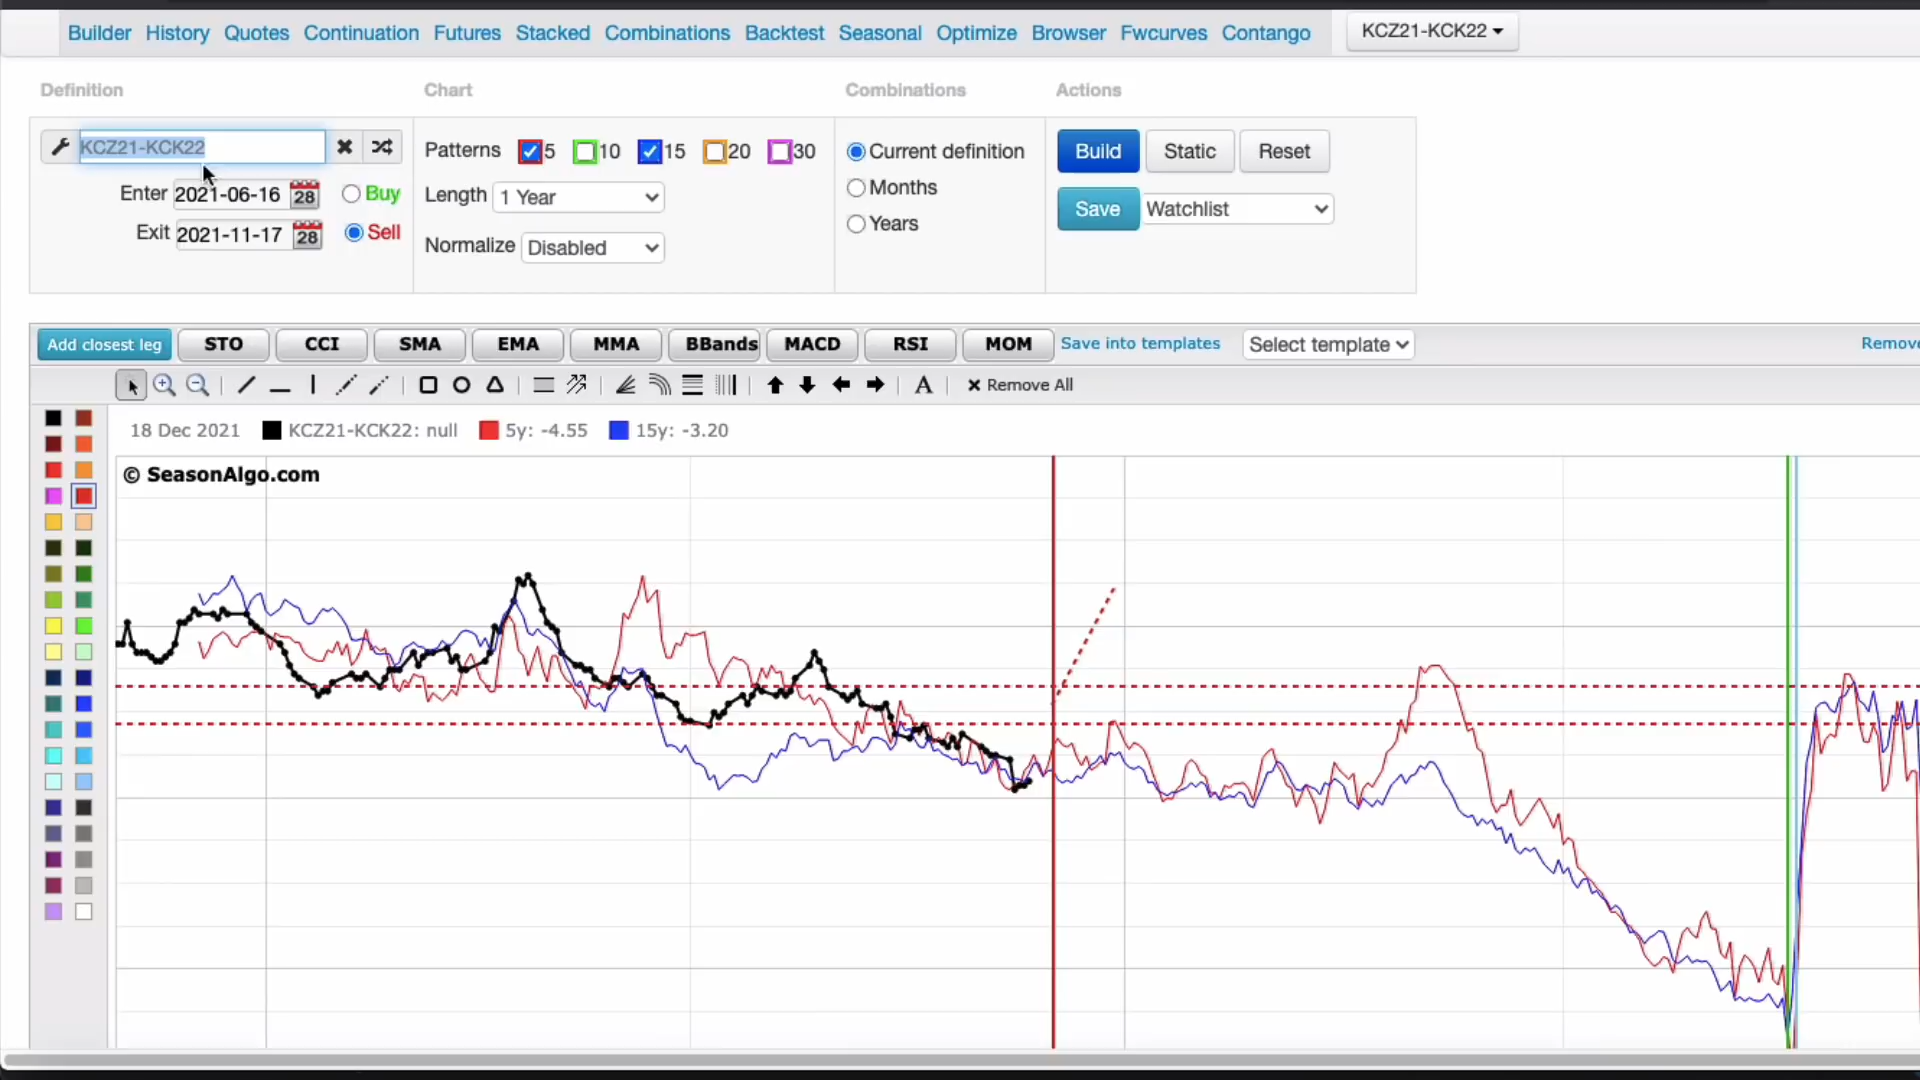 Builder History Quotes Continuation Futures Stacked Combinations Backtest Seasonal Optimize Browser Fwcurves Contango KCZ21-KCK22
Definition Chart Combinations Actions
KCZ21-KCK22 Patterns 5 10 15 20 30 Current definition Build Static Reset
Enter 2021-06-16 28 Buy Length 1 Year Months
Save Watchlist
Exit 2021-11-17 28 Sell Normalize Disabled Years
Add closest leg STO CCI SMA EMA MMA BBands MACD RSI MOM Save into templates Select template Remove
A Remove All
18 Dec 2021 KCZ21-KCK22: null 5y: -4.55 15y: -3.20
© SeasonAlgo.com